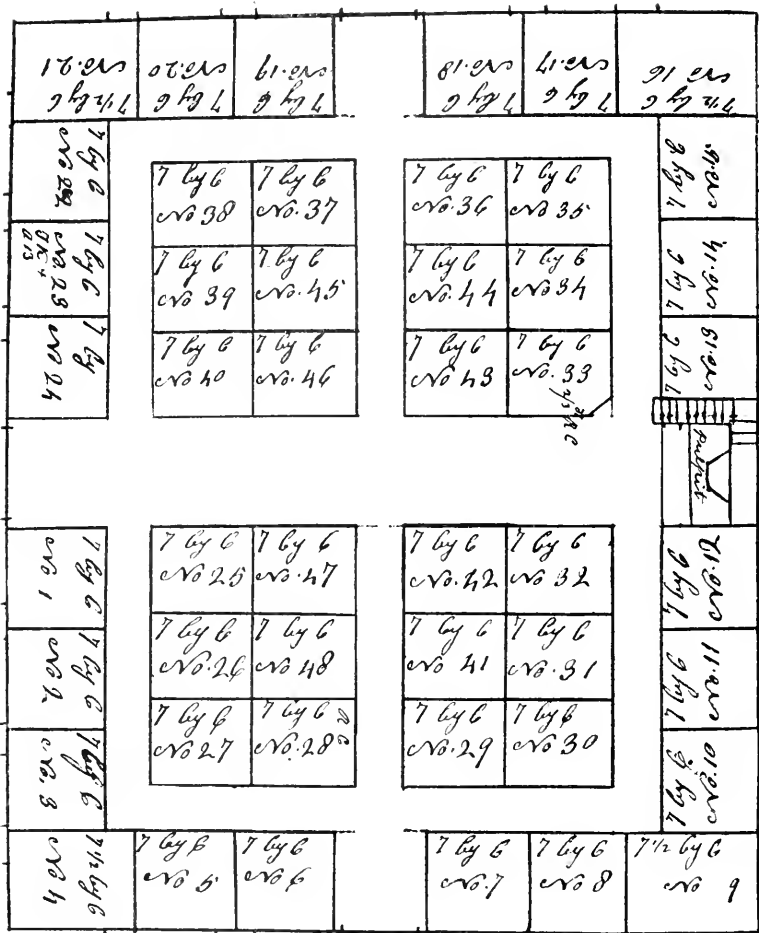 7½ by 6
No. 21
7 by 6
No. 20
7 by 6
No. 19
7 by 6
No. 18
7 by 6
No. 17
7½ by 6
No 16
7 by 6
No 22
7 by 6
No 23
7 by
No 24
7 by 6
No 38
7 by 6
No. 37
7 by 6
No. 36
7 by 6
No 35
7 by 6
No 39
7 by 6
No. 45
7 by 6
No. 44
7 by 6
No 34
7 by 6
No 40
7 by 6
No. 46
7 by 6
No. 43
7 by 6
No. 33
7 by 6
No. 15
7 by 6
No. 14
7 by 6
No. 13
pulpit
7 by 6
No 1
7 by 6
No 2
7 by 6
No. 3
7 by 6
No 25
7 by 6
No. 47
7 by 6
No. 42
7 by 6
No 32
7 by 6
No. 26
7 by 6
No 48
7 by 6
No 41
7 by 6
No. 31
7 by 6
No. 27
7 by 6
No. 28
7 by 6
No. 29
7 by 6
No 30
7 by 6
No. 12
7 by 6
No. 11
7 by 6
No. 10
7½ by 6
No 4
7 by 6
No 5
7 by 6
No 6
7 by 6
No. 7
7 by 6
No 8
7½ by 6
No 9